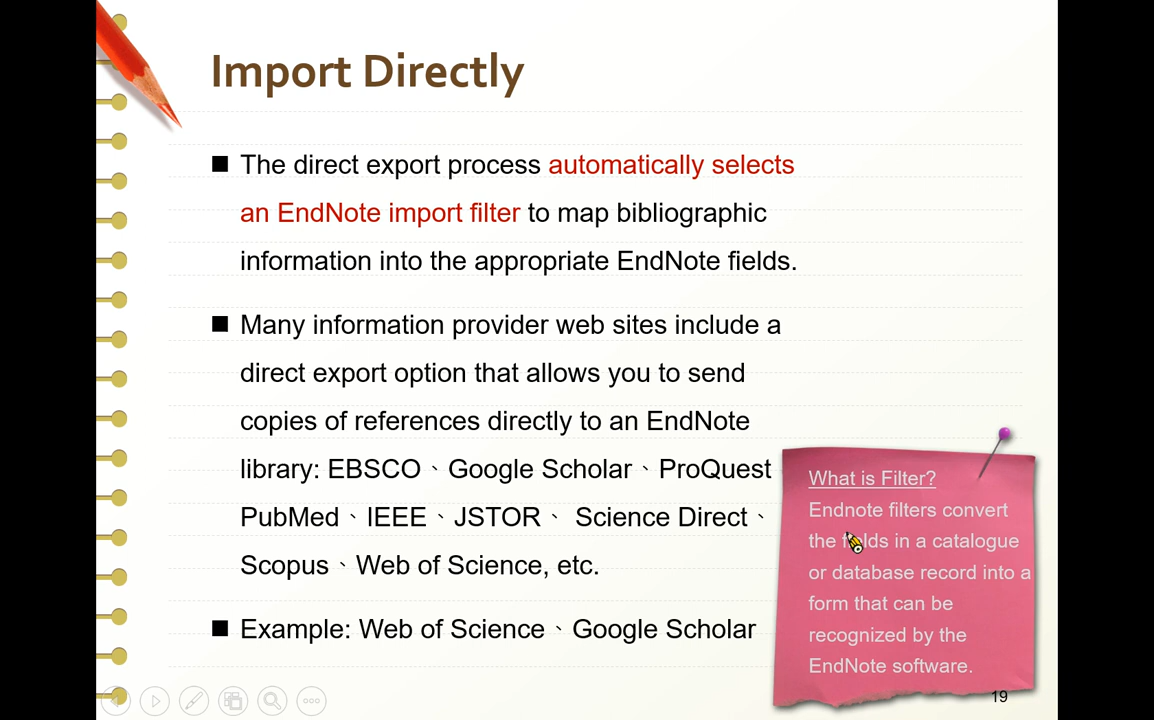 Import Directly
■ The direct export process automatically selects
an EndNote import filter to map bibliographic
information into the appropriate EndNote fields.
■ Many information provider web sites include a
direct export option that allows you to send
copies of references directly to an EndNote
library: EBSCO、Google Scholar、ProQuest
PubMed、IEEE、JSTOR、 Science Direct、
Scopus、Web of Science, etc.
■ Example: Web of Science、Google Scholar
What is Filter?
Endnote filters convert
the fields in a catalogue
or database record into a
form that can be
recognized by the
EndNote software.
19